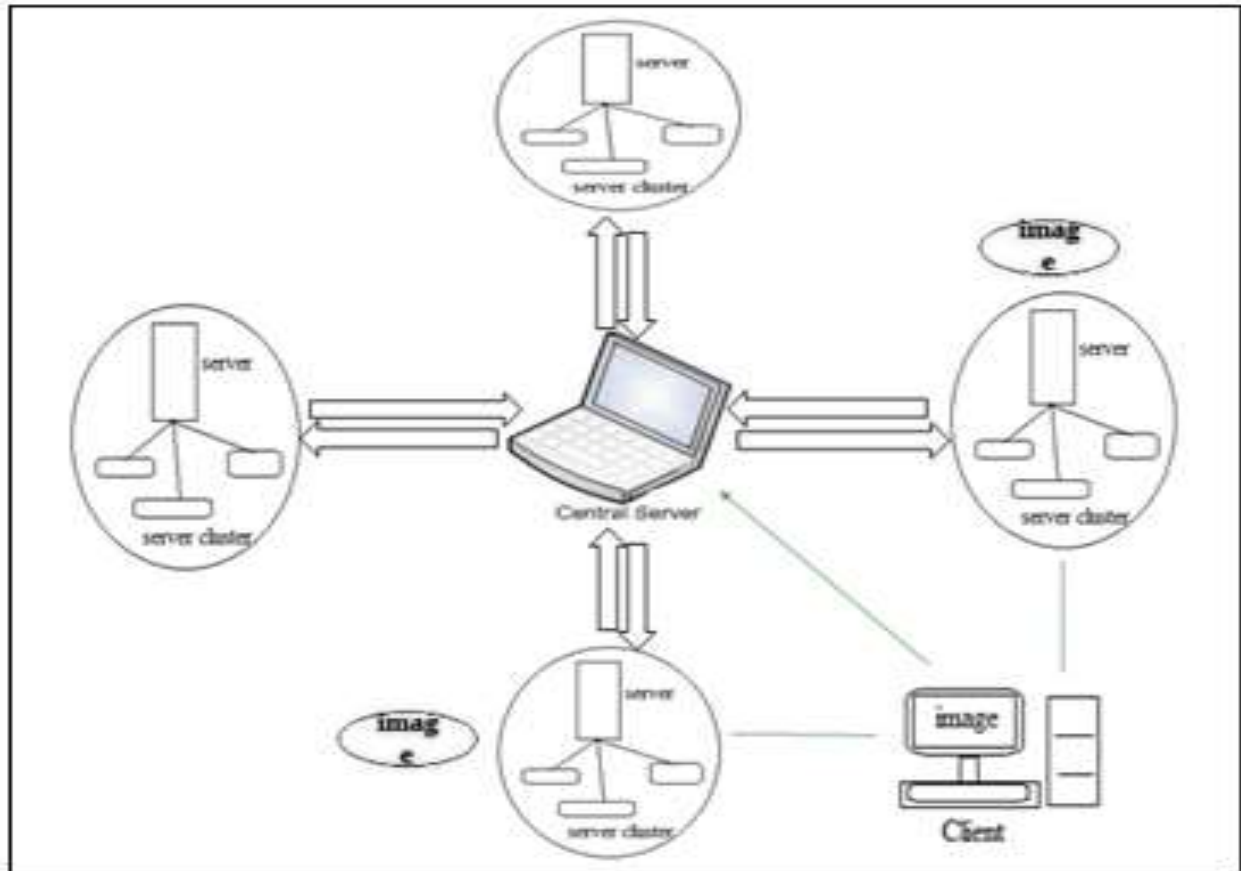 server
server cluster
imag
e
server
server cluster
server
server cluster
Central Server
imag
e
server
server cluster
image
Client